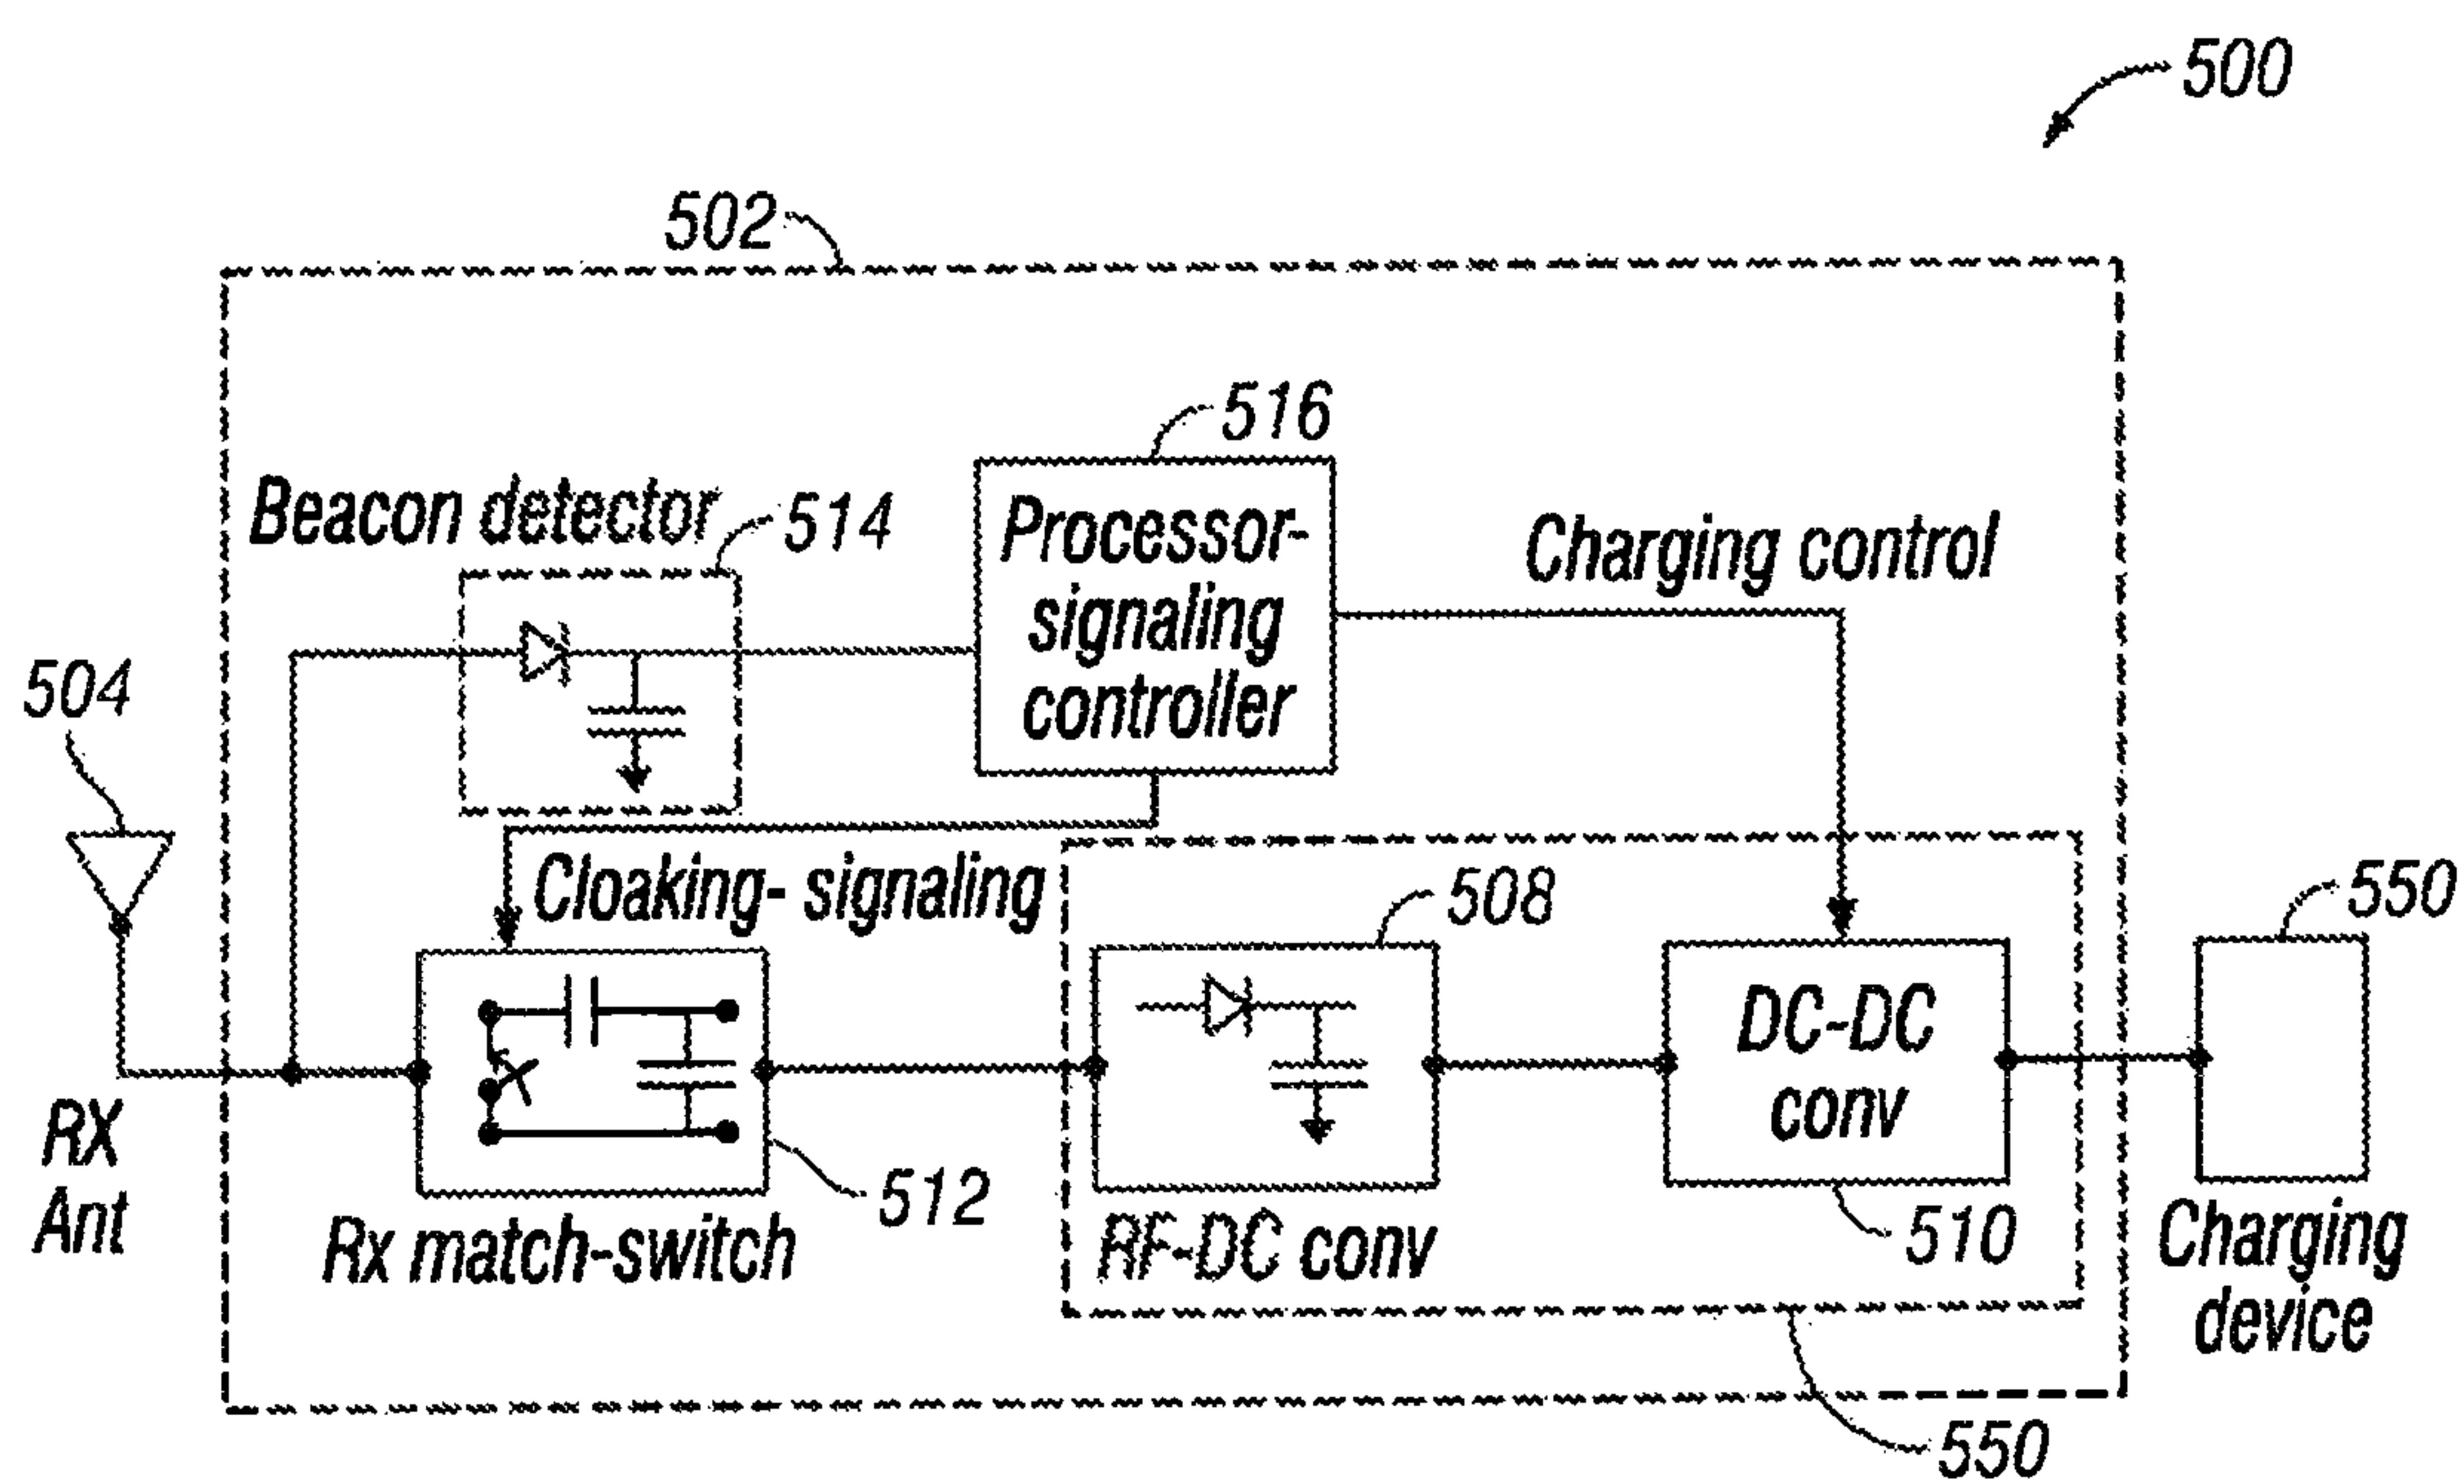 500
502
516
Beacon detector
514
Processor-
signaling
controller
Charging control
504
Cloaking- signaling
508
550
DC-DC
conv
RX
Ant
512
Rx match-switch
RF-DC conv
510
Charging
device
550